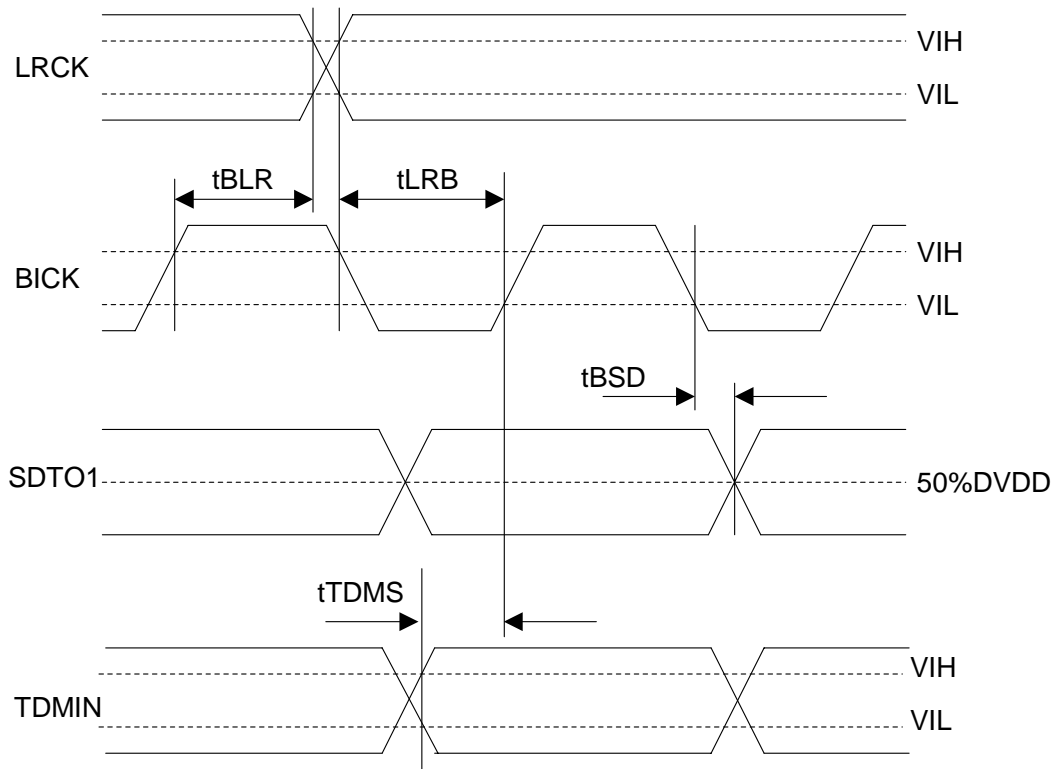 LRCK
VIH
VIL
tBLR
tLRB
BICK
VIH
VIL
tBSD
SDTO1
50%DVDD
tTDMS
TDMIN
VIH
VIL